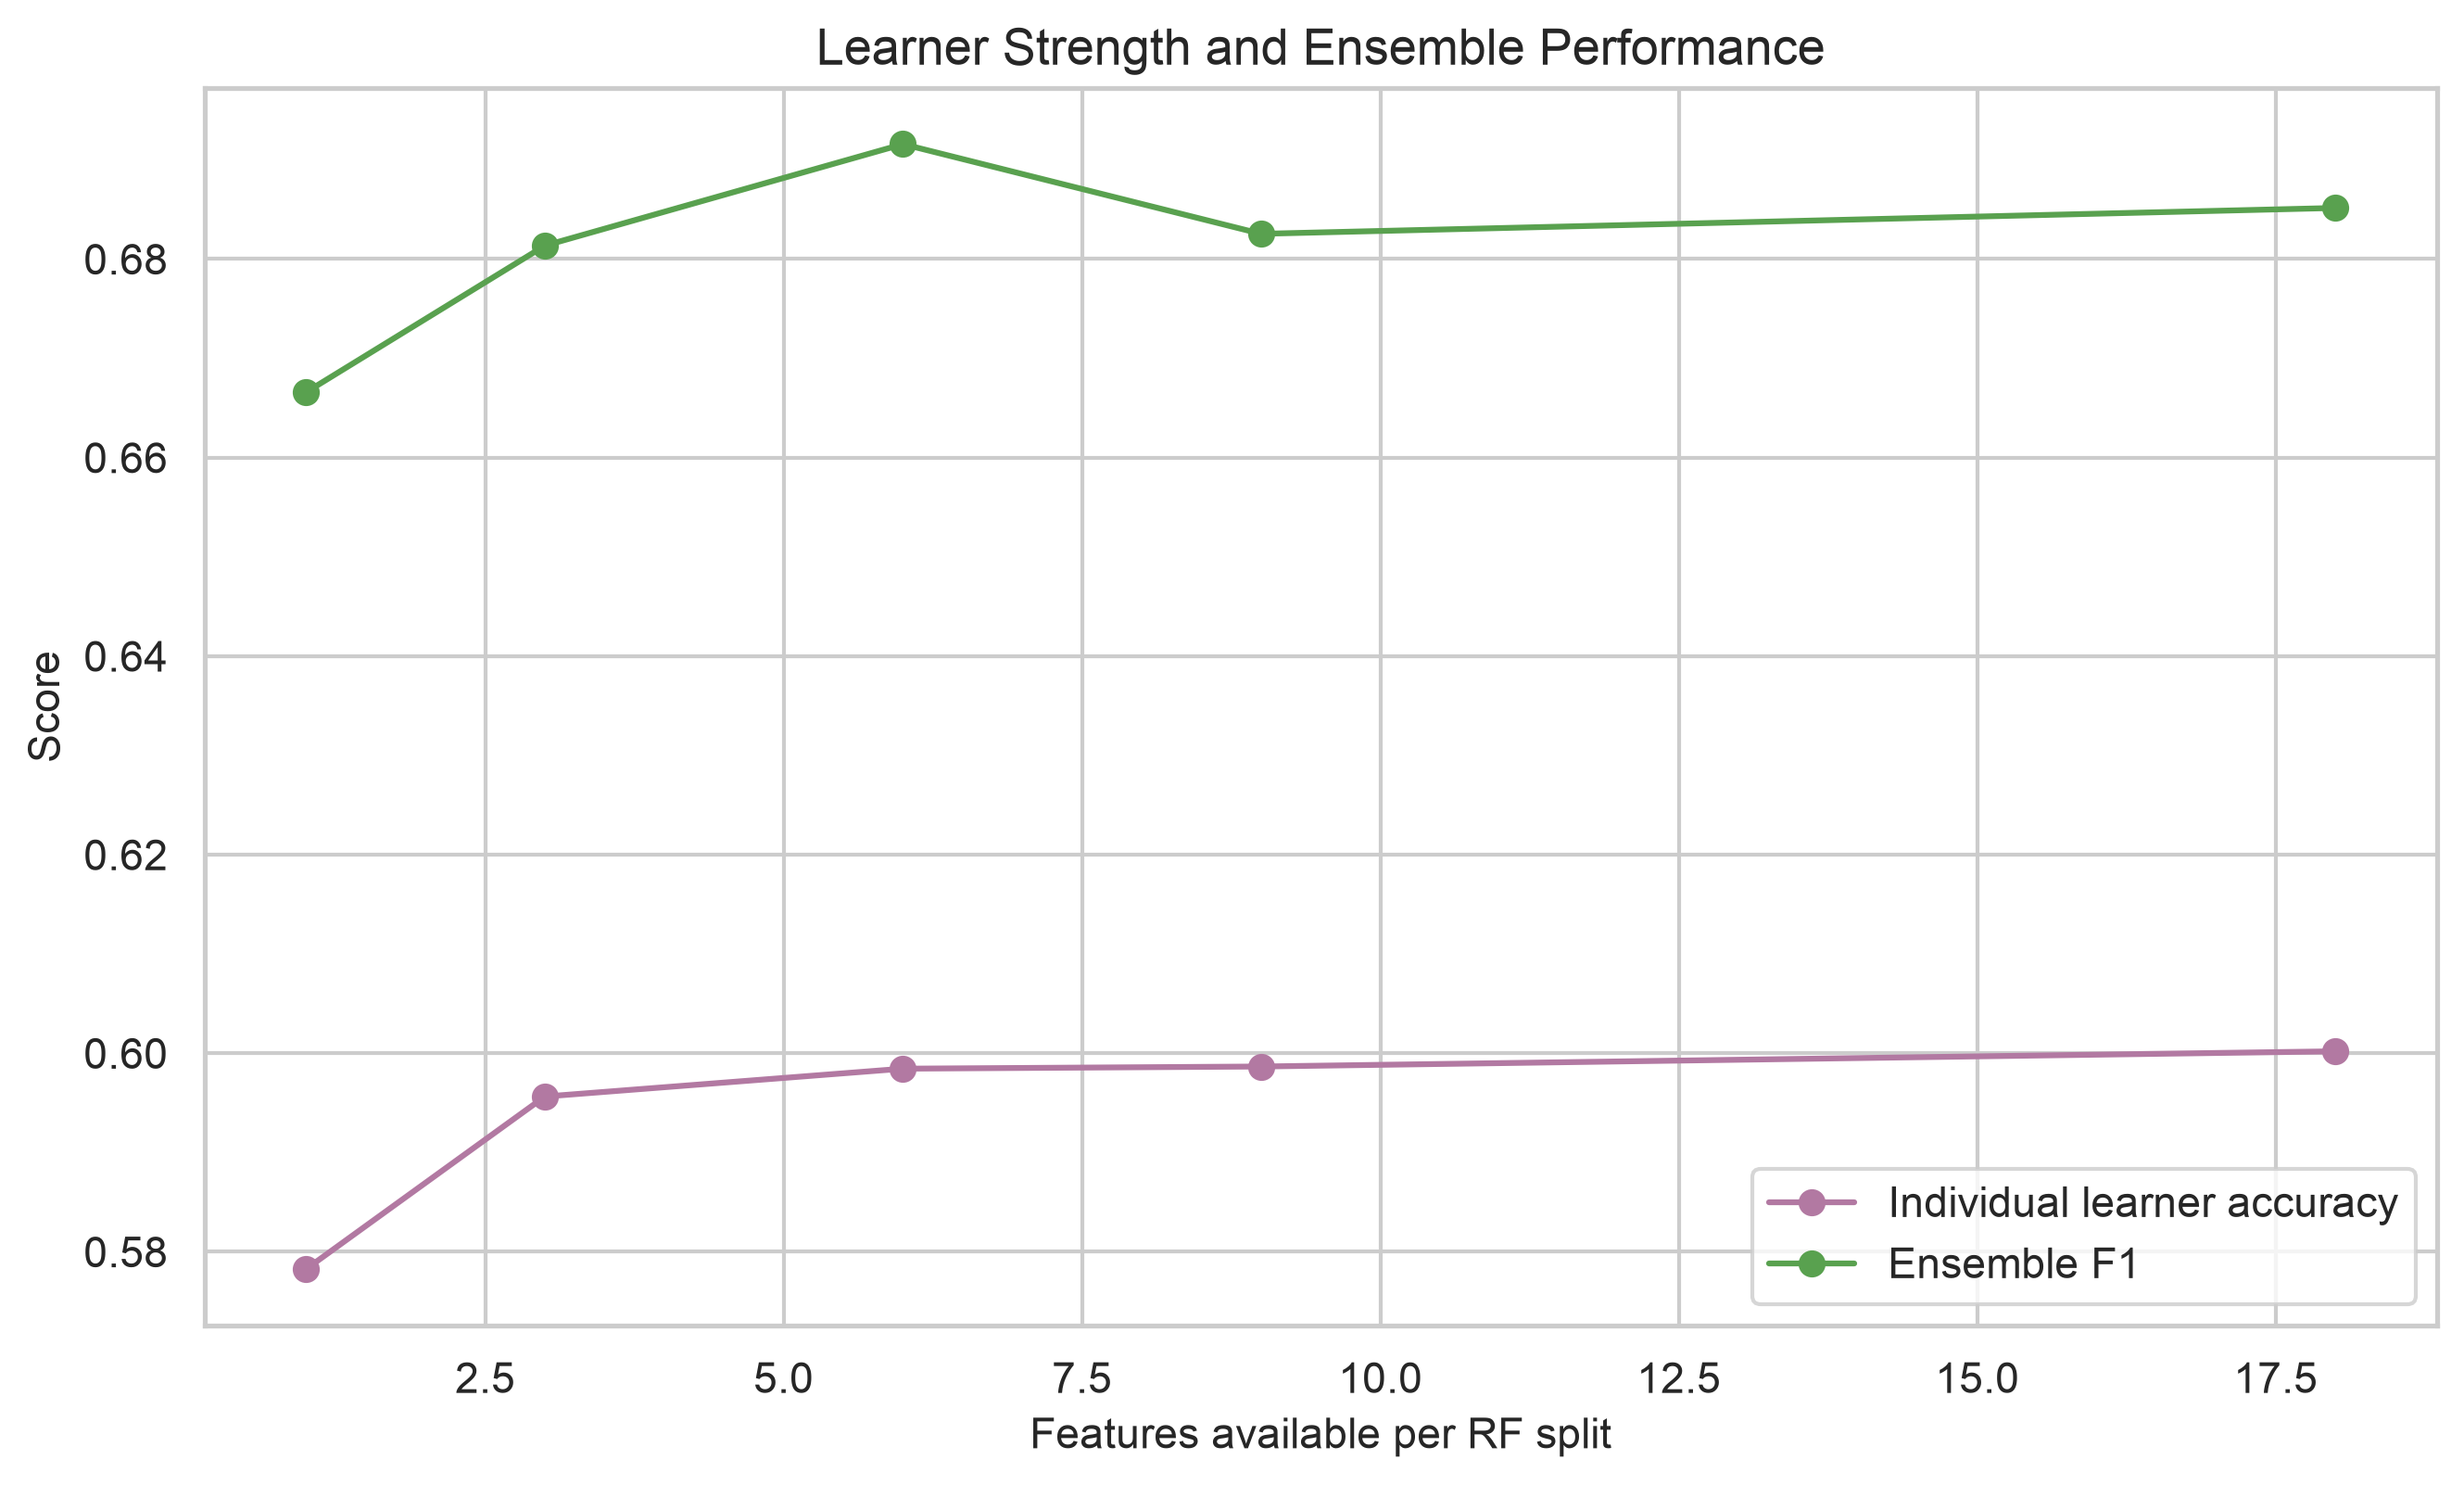 Learner Strength and Ensemble Performance
0.68
0.66
0.64
0.62
0.60
0.58
Score
Individual learner accuracy
Ensemble F1
2.5 5.0 7.5 10.0 12.5 15.0 17.5
Features available per RF split